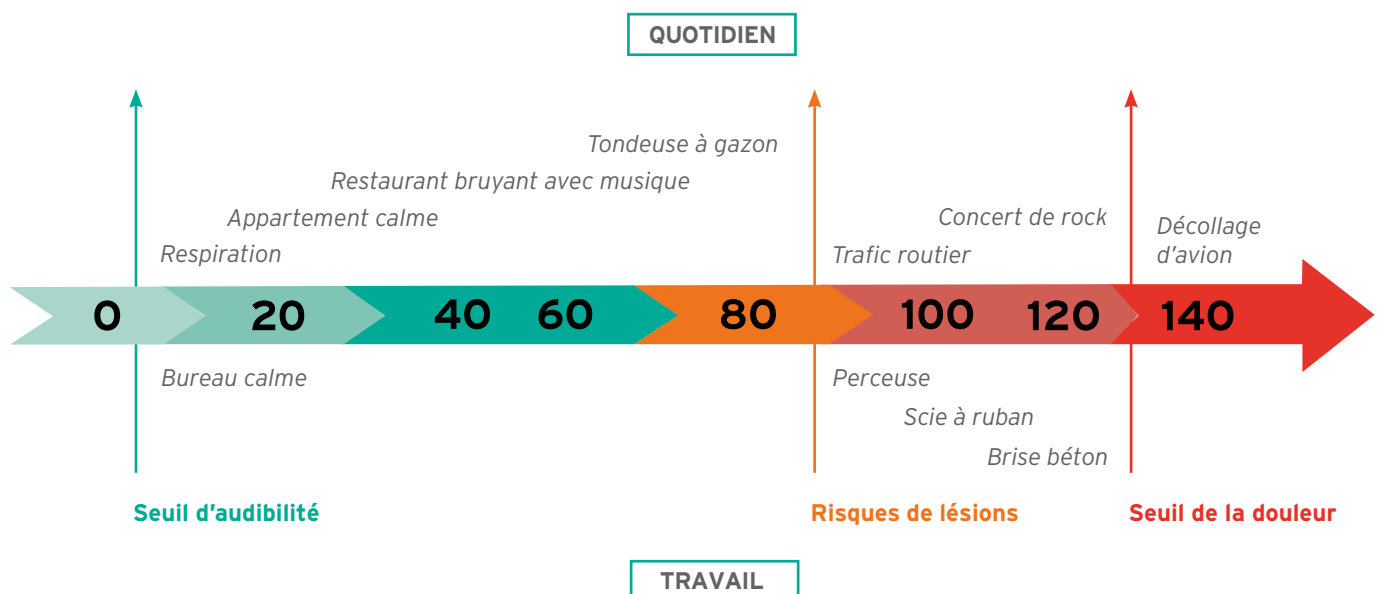 QUOTIDIEN
Tondeuse à gazon
Restaurant bruyant avec musique
Appartement calme
Concert de rock
Respiration
Trafic routier
Décollage
d'avion
0 20 40 60 80 100 120 140
Bureau calme
Perceuse
Scie à ruban
Brise béton
Seuil d'audibilité
Risques de lésions
Seuil de la douleur
TRAVAIL